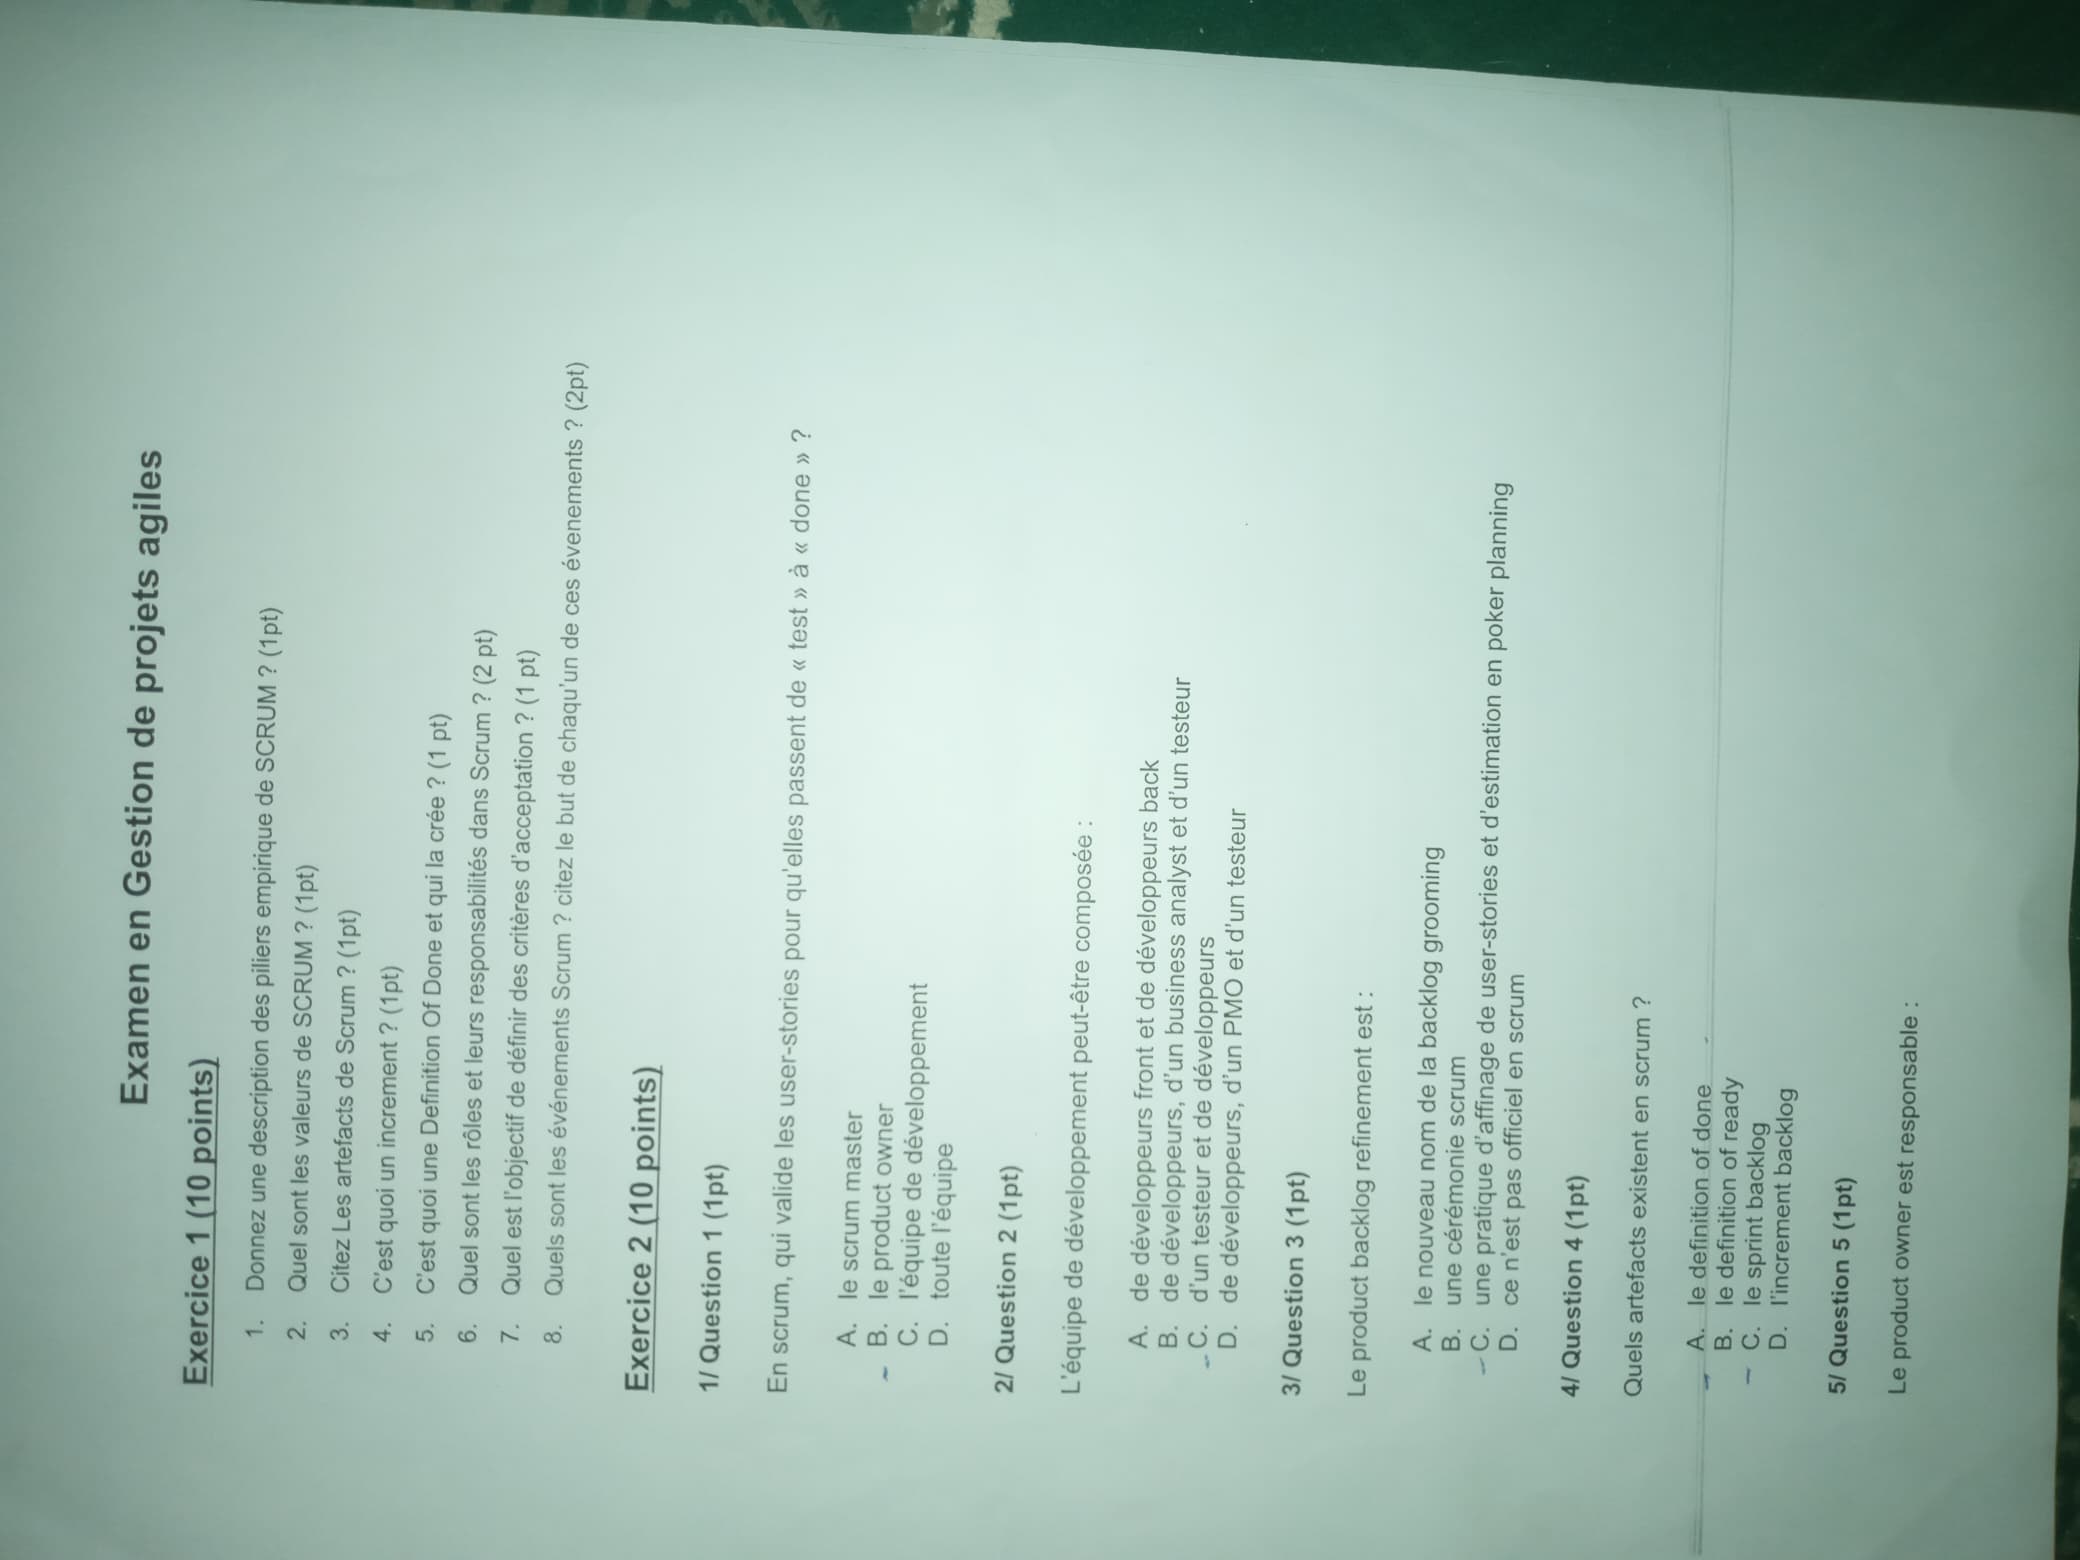 Examen en Gestion de projets agiles
Exercice 1 (10 points)
1. Donnez une description des piliers empirique de SCRUM ? (1pt)
2. Quel sont les valeurs de SCRUM ? (1pt)
3. Citez Les artefacts de Scrum ? (1pt)
4. C'est quoi un increment ? (1pt)
5. C'est quoi une Definition Of Done et qui la crée ? (1 pt)
6. Quel sont les rôles et leurs responsabilités dans Scrum ? (2 pt)
7. Quel est l'objectif de définir des critères d'acceptation ? (1 pt)
8. Quels sont les événements Scrum ? citez le but de chaqu'un de ces évenements ? (2pt)
Exercice 2 (10 points)
1/ Question 1 (1pt)
En scrum, qui valide les user-stories pour qu'elles passent de « test » à « done » ?
A. le scrum master
B. le product owner
C. l'équipe de développement
D. toute l'équipe
2/ Question 2 (1pt)
L'équipe de développement peut-être composée :
A. de développeurs front et de développeurs back
B. de développeurs, d'un business analyst et d'un testeur
C. d'un testeur et de développeurs
D. de développeurs, d'un PMO et d'un testeur
3/ Question 3 (1pt)
Le product backlog refinement est :
A. le nouveau nom de la backlog grooming
B. une cérémonie scrum
C. une pratique d'affinage de user-stories et d'estimation en poker planning
D. ce n'est pas officiel en scrum
4/ Question 4 (1pt)
Quels artefacts existent en scrum ?
A. le definition of done
B. le definition of ready
C. le sprint backlog
D. l'increment backlog
5/ Question 5 (1pt)
Le product owner est responsable :